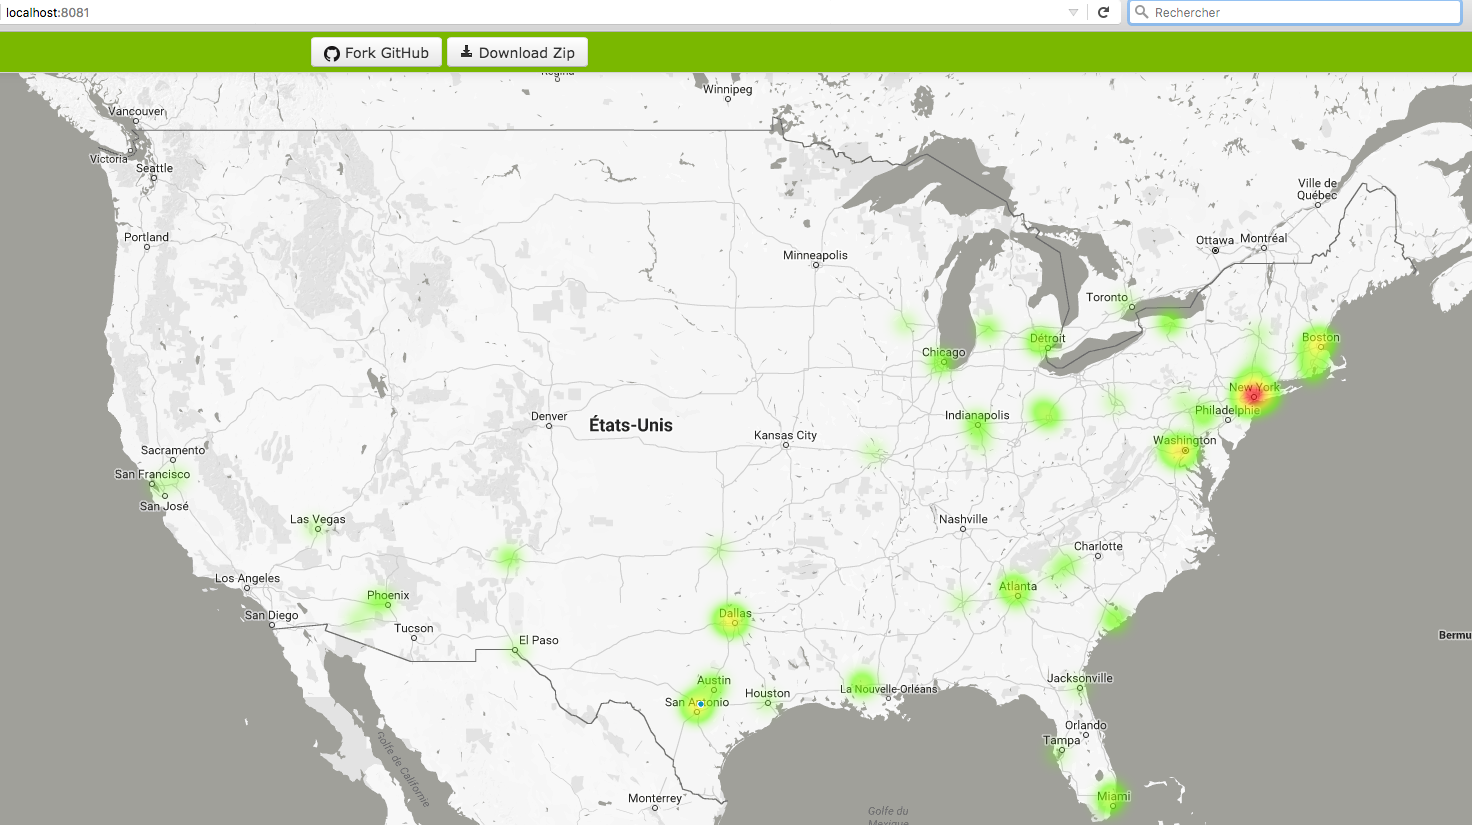 localhost:8081
Rechercher
Fork GitHub
Download Zip
Regina
Winnipeg
Vancouver
Victoria
Seattle
Ville de
Québec
Portland
Ottawa
Montréal
Minneapolis
Toronto
Boston
Détroit
Chicago
New York
Philadelphie
Denver
États-Unis
Indianapolis
Kansas City
Washington
Sacramento
San Francisco
San José
Las Vegas
Nashville
Charlotte
Los Angeles
Atlanta
Phoenix
San Diego
Dallas
Tucson
El Paso
Bermu
Austin
Jacksonville
Houston
La Nouvelle-Orléans
San Antonio
Orlando
Tampa
Golfe de Californie
Monterrey
Miami
Golfe du
Mexique